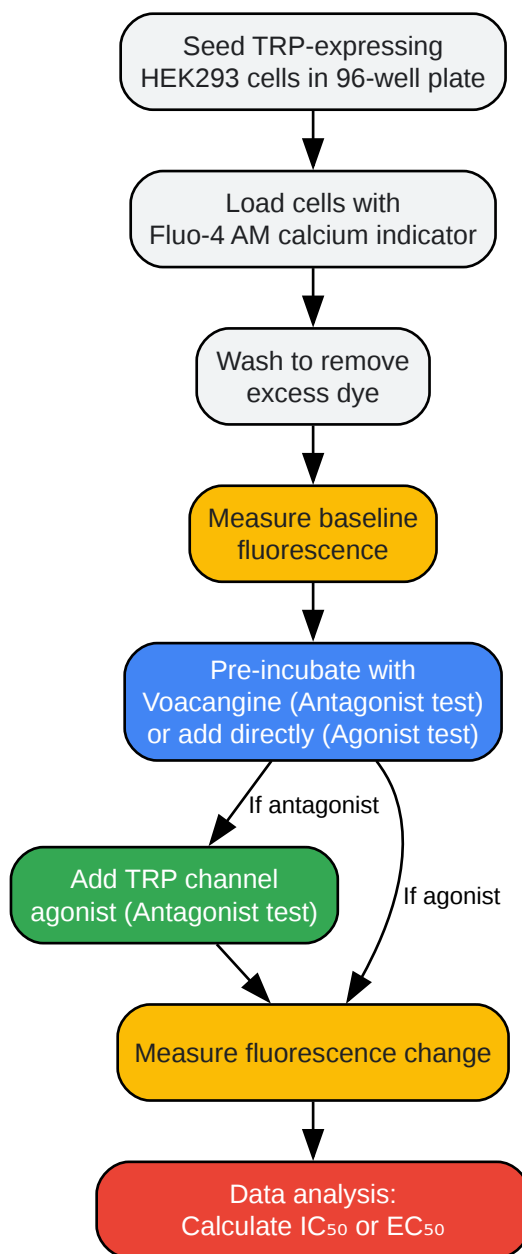 Seed TRP-expressing
HEK293 cells in 96-well plate
Load cells with
Fluo-4 AM calcium indicator
Wash to remove
excess dye
Measure baseline
fluorescence
Pre-incubate with
Voacangine (Antagonist test)
or add directly (Agonist test)
If antagonist
Add TRP channel
agonist (Antagonist test)
If agonist
Measure fluorescence change
Data analysis:
Calculate IC₅₀ or EC₅₀